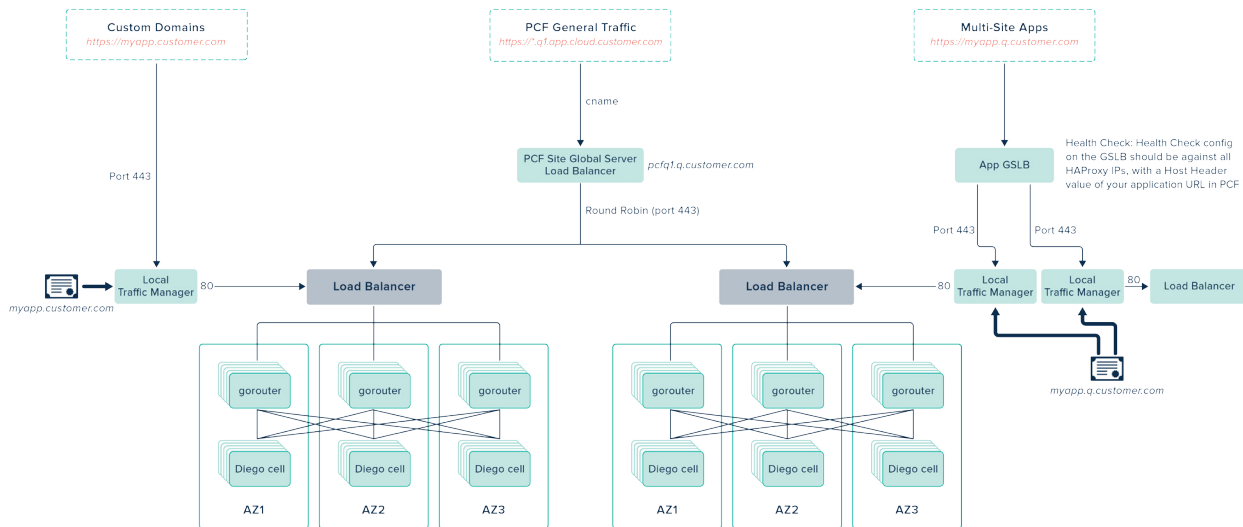 Custom Domains
https://myapp.customer.com
PCF General Traffic
https://*.q1.app.cloud.customer.com
Multi-Site Apps
https://myapp.q.customer.com
cname
PCF Site Global Server
Load Balancer
pcfq1.q.customer.com
App GSLB
Health Check: Health Check config
on the GSLB should be against all
HAProxy IPs, with a Host Header
value of your application URL in PCF
Port 443
Round Robin (port 443)
Port 443
Port 443
Local
Traffic Manager
80
Load Balancer
Load Balancer
80
Local
Traffic Manager
Local
Traffic Manager
80
Load Balancer
myapp.customer.com
myapp.q.customer.com
gorouter
gorouter
gorouter
gorouter
gorouter
gorouter
Diego cell
Diego cell
Diego cell
Diego cell
Diego cell
Diego cell
AZ1
AZ2
AZ3
AZ1
AZ2
AZ3